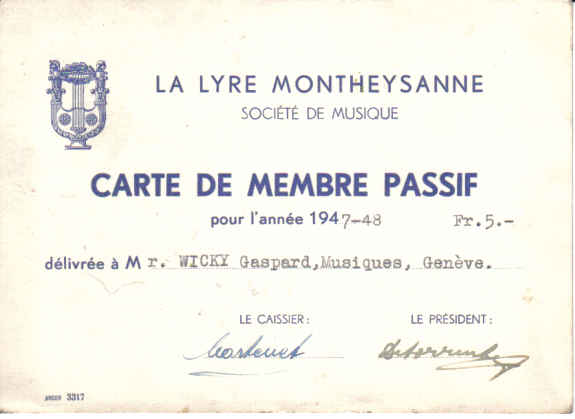 LA LYRE MONTHEYSANNE
SOCIÉTÉ DE MUSIQUE
CARTE DE MEMBRE PASSIF
pour l'année 1947-48 Fr.5.-
délivrée à Mr. WICKY Gaspard,Musiques, Genève.
LE CAISSIER: LE PRÉSIDENT:
3317